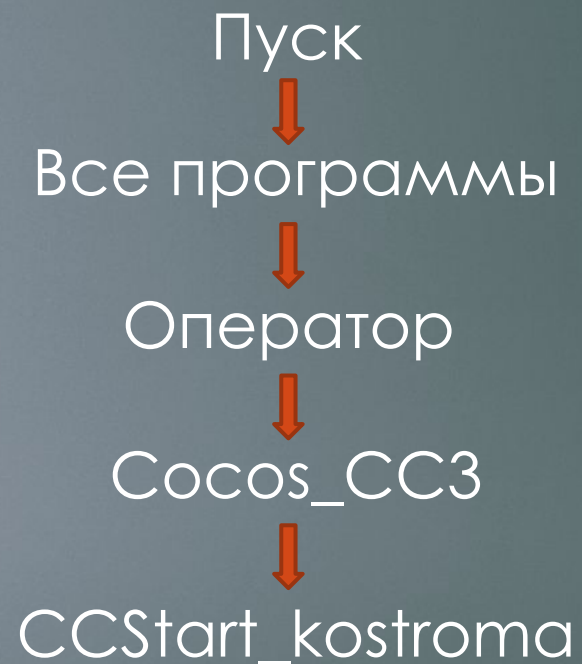 Пуск
Все программы
Оператор
Cocos_CC3
CCStart_kostroma